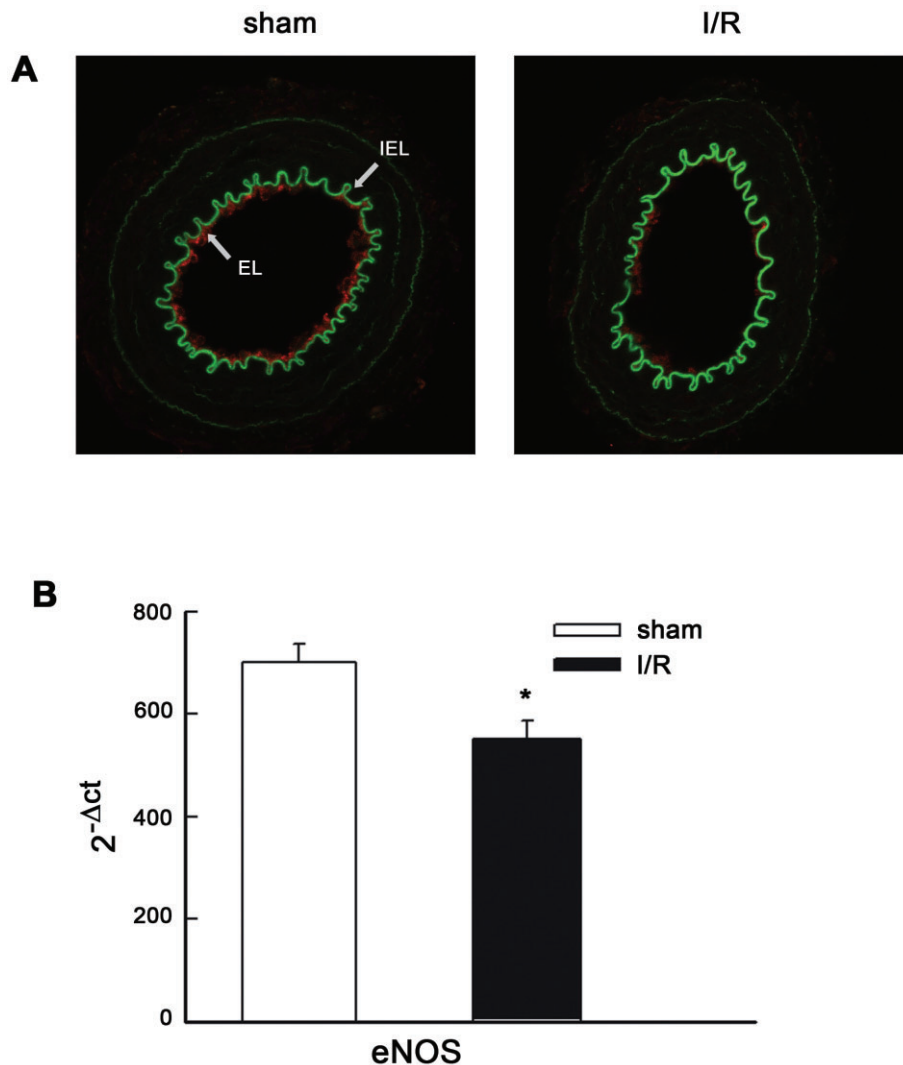 sham I/R
A
IEL
EL
B
800
sham
I/R
*
600
400
200
0
2^-Δct
eNOS